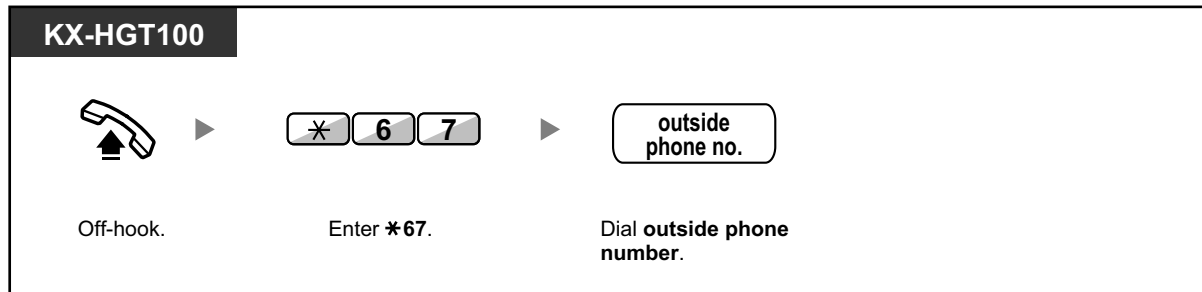 KX-HGT100
* 6 7
outside
phone no.
Off-hook.
Enter *67.
Dial outside phone
number.